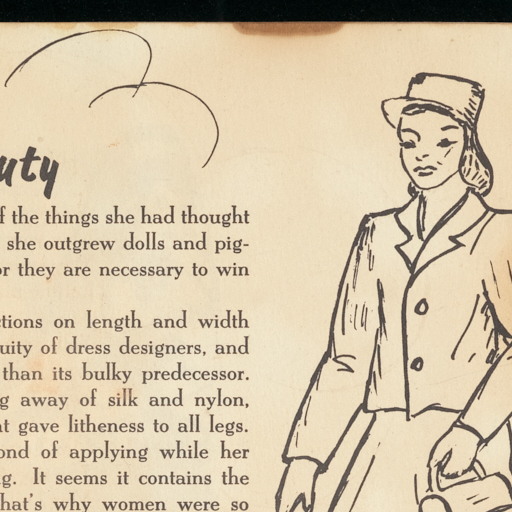 uty
f the things she had thought
she outgrew dolls and pig-
or they are necessary to win
ctions on length and width
uity of dress designers, and
than its bulky predecessor.
g away of silk and nylon,
at gave litheness to all legs.
ond of applying while her
g. It seems it contains the
hat's why women were so